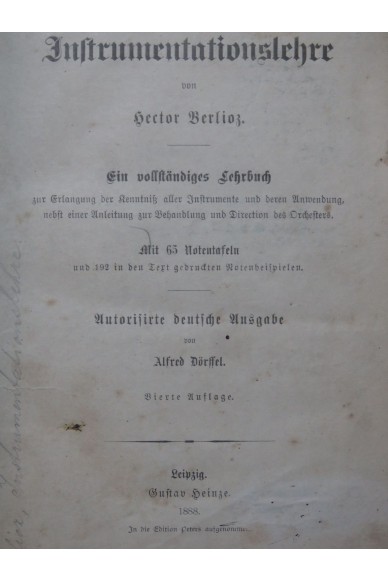 Instrumentationslehre
von
Hector Berlioz.
Ein vollständiges Lehrbuch
zur Erlangung der Kenntniß aller Instrumente und deren Anwendung,
nebst einer Anleitung zur Behandlung und Direction des Orchesters.
Mit 65 Notentafeln
und 192 in den Text gedruckten Notenbeispielen.
Autorisirte deutsche Ausgabe
von
Alfred Dörffel.
Vierte Auflage.
Leipzig.
Gustav Heinze.
1888.
In die Edition Peters aufgenommen.